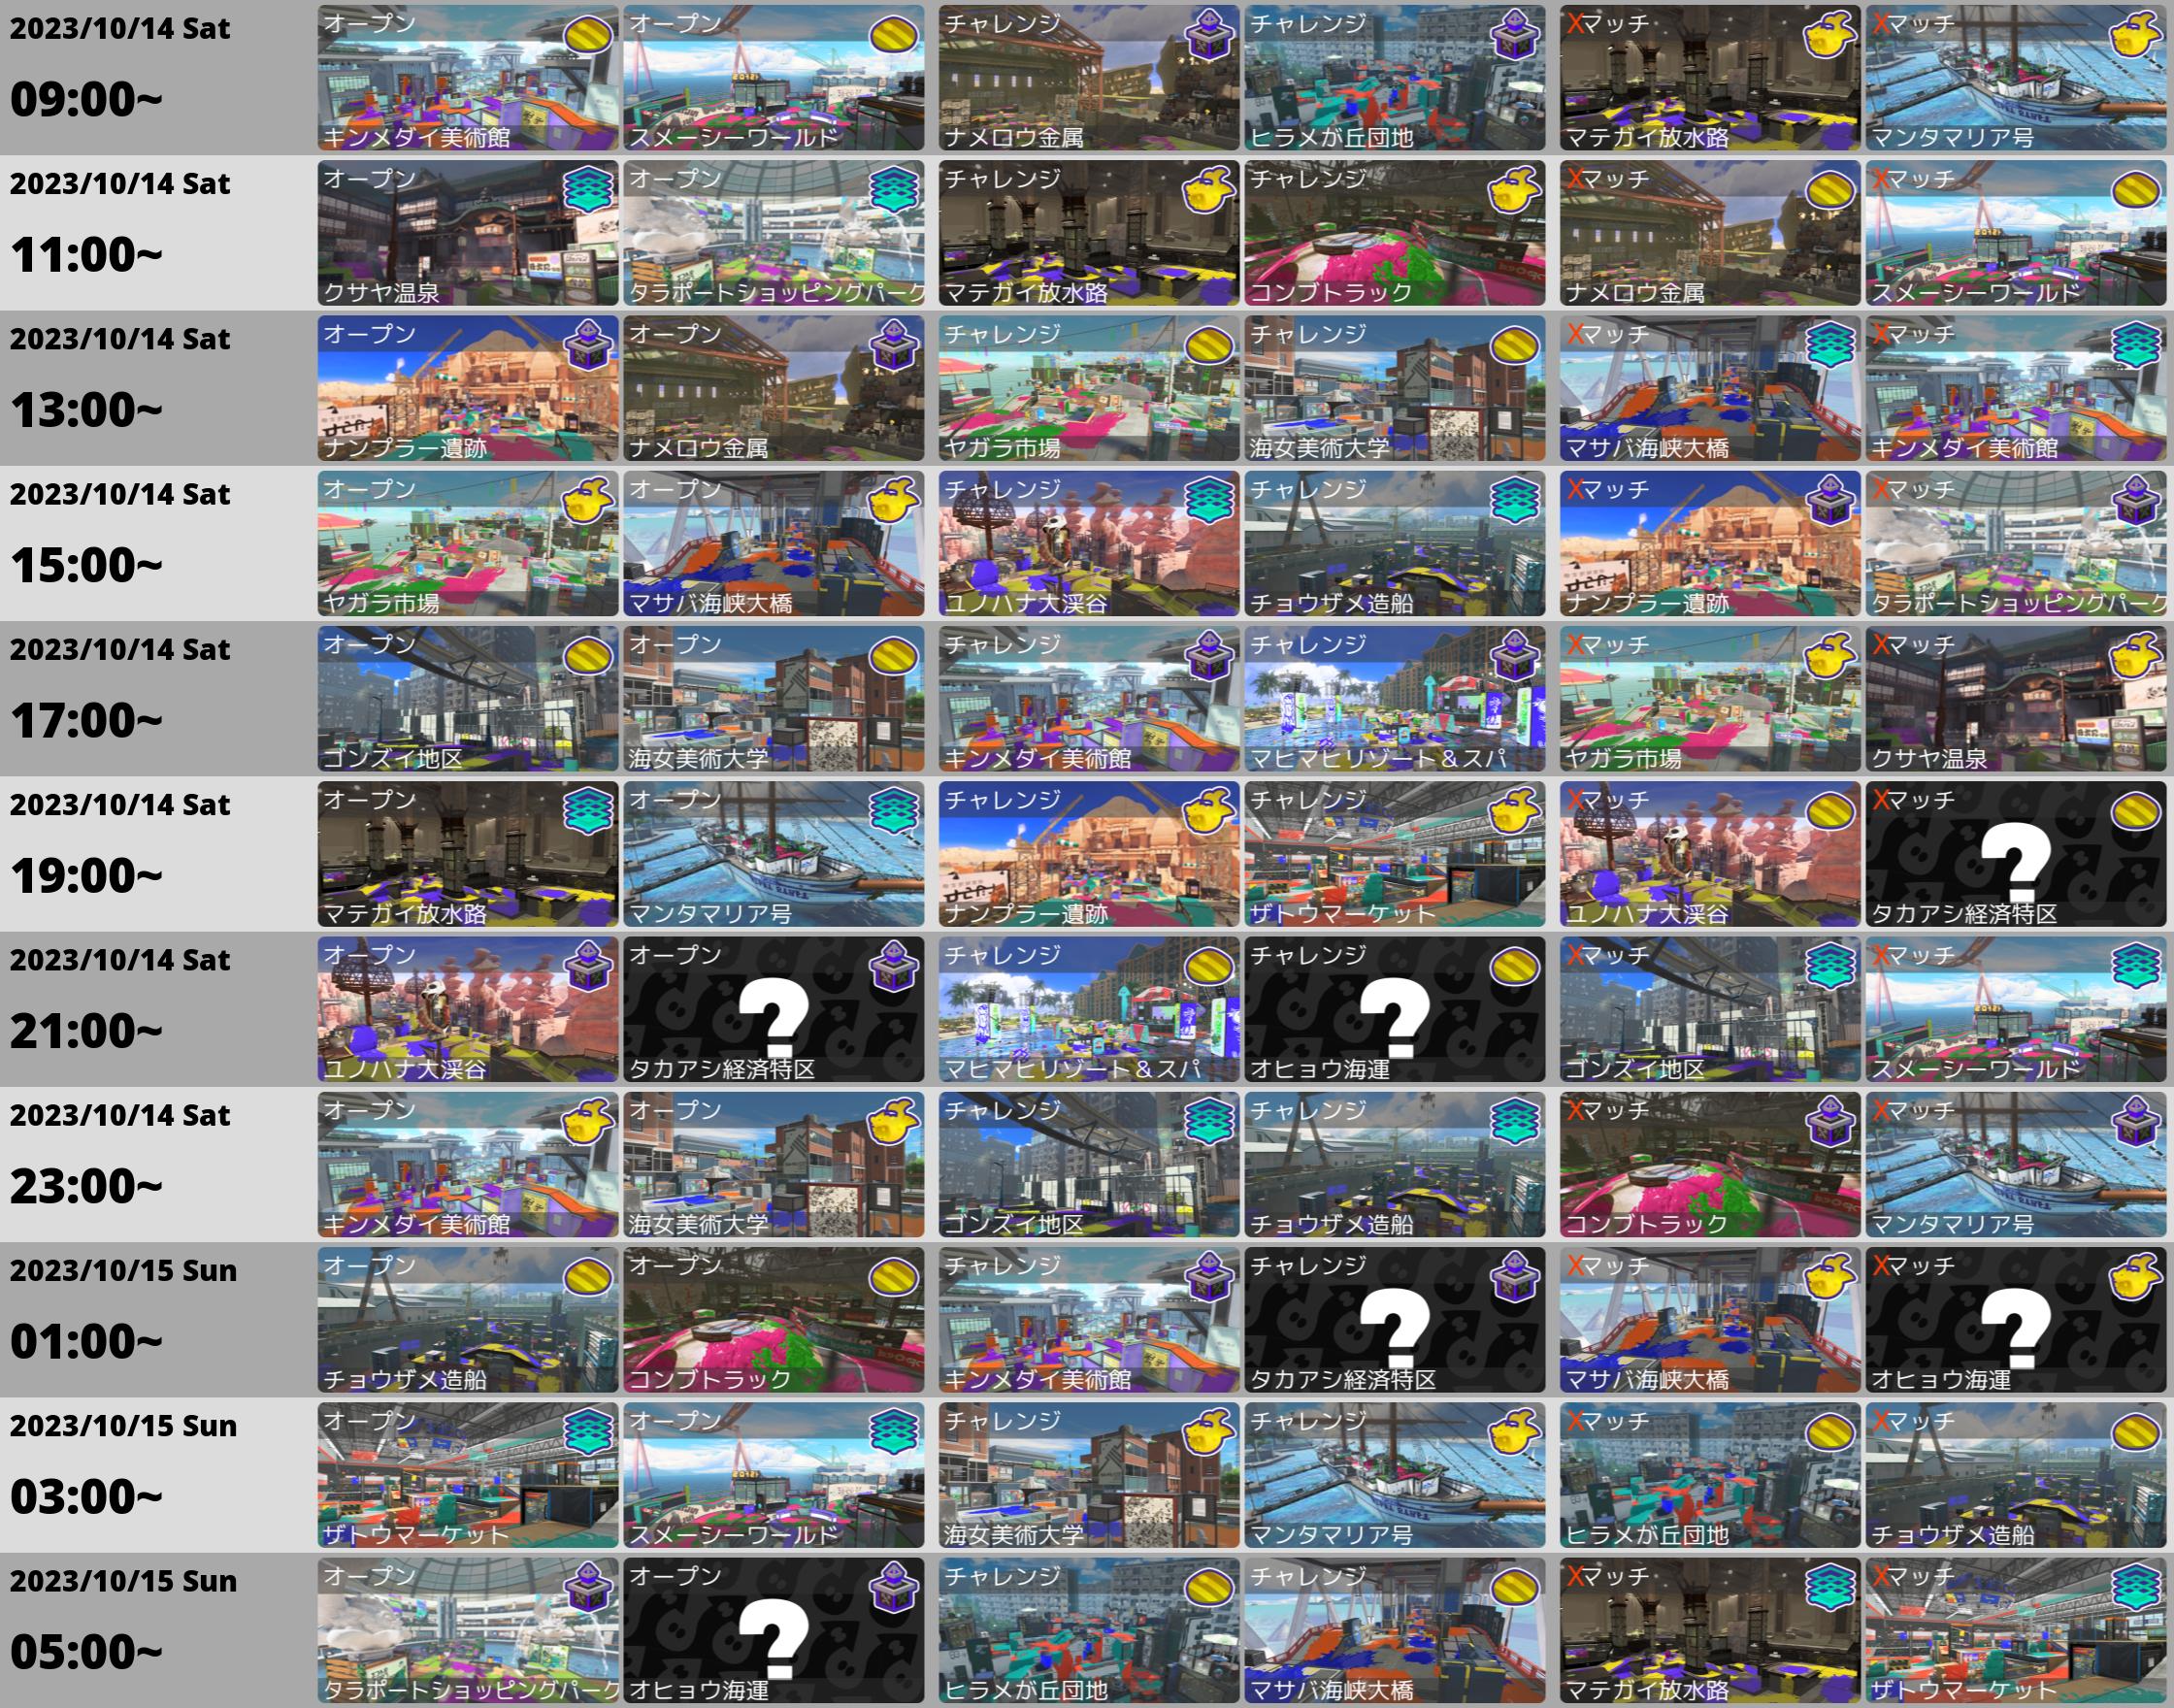 2023/10/14 Sat
09:00~
オープン オープン チャレンジ チャレンジ Xマッチ Xマッチ
キンメダイ美術館 スメーシーワールド ナメロウ金属 ヒラメが丘団地 マテガイ放水路 マンタマリア号
2023/10/14 Sat
11:00~
オープン オープン チャレンジ チャレンジ Xマッチ Xマッチ
クサヤ温泉 タラポートショッピングパーク マテガイ放水路 コンブトラック ナメロウ金属 スメーシーワールド
2023/10/14 Sat
13:00~
オープン オープン チャレンジ チャレンジ Xマッチ Xマッチ
ナンプラー遺跡 ナメロウ金属 ヤガラ市場 海女美術大学 マサバ海峡大橋 キンメダイ美術館
2023/10/14 Sat
15:00~
オープン オープン チャレンジ チャレンジ Xマッチ Xマッチ
ヤガラ市場 マサバ海峡大橋 ユノハナ大渓谷 チョウザメ造船 ナンプラー遺跡 タラポートショッピングパーク
2023/10/14 Sat
17:00~
オープン オープン チャレンジ チャレンジ Xマッチ Xマッチ
ゴンズイ地区 海女美術大学 キンメダイ美術館 マヒマヒリゾート＆スパ ヤガラ市場 クサヤ温泉
2023/10/14 Sat
19:00~
オープン オープン チャレンジ チャレンジ Xマッチ Xマッチ
?
マテガイ放水路 マンタマリア号 ナンプラー遺跡 ザトウマーケット ユノハナ大渓谷 タカアシ経済特区
2023/10/14 Sat
21:00~
オープン オープン チャレンジ チャレンジ Xマッチ Xマッチ
? ?
ユノハナ大渓谷 タカアシ経済特区 マヒマヒリゾート＆スパ オヒョウ海運 ゴンズイ地区 スメーシーワールド
2023/10/14 Sat
23:00~
オープン オープン チャレンジ チャレンジ Xマッチ Xマッチ
キンメダイ美術館 海女美術大学 ゴンズイ地区 チョウザメ造船 コンブトラック マンタマリア号
2023/10/15 Sun
01:00~
オープン オープン チャレンジ チャレンジ Xマッチ Xマッチ
? ?
チョウザメ造船 コンブトラック キンメダイ美術館 タカアシ経済特区 マサバ海峡大橋 オヒョウ海運
2023/10/15 Sun
03:00~
オープン オープン チャレンジ チャレンジ Xマッチ Xマッチ
ザトウマーケット スメーシーワールド 海女美術大学 マンタマリア号 ヒラメが丘団地 チョウザメ造船
2023/10/15 Sun
05:00~
オープン オープン チャレンジ チャレンジ Xマッチ Xマッチ
?
タラポートショッピングパーク オヒョウ海運 ヒラメが丘団地 マサバ海峡大橋 マテガイ放水路 ザトウマーケット